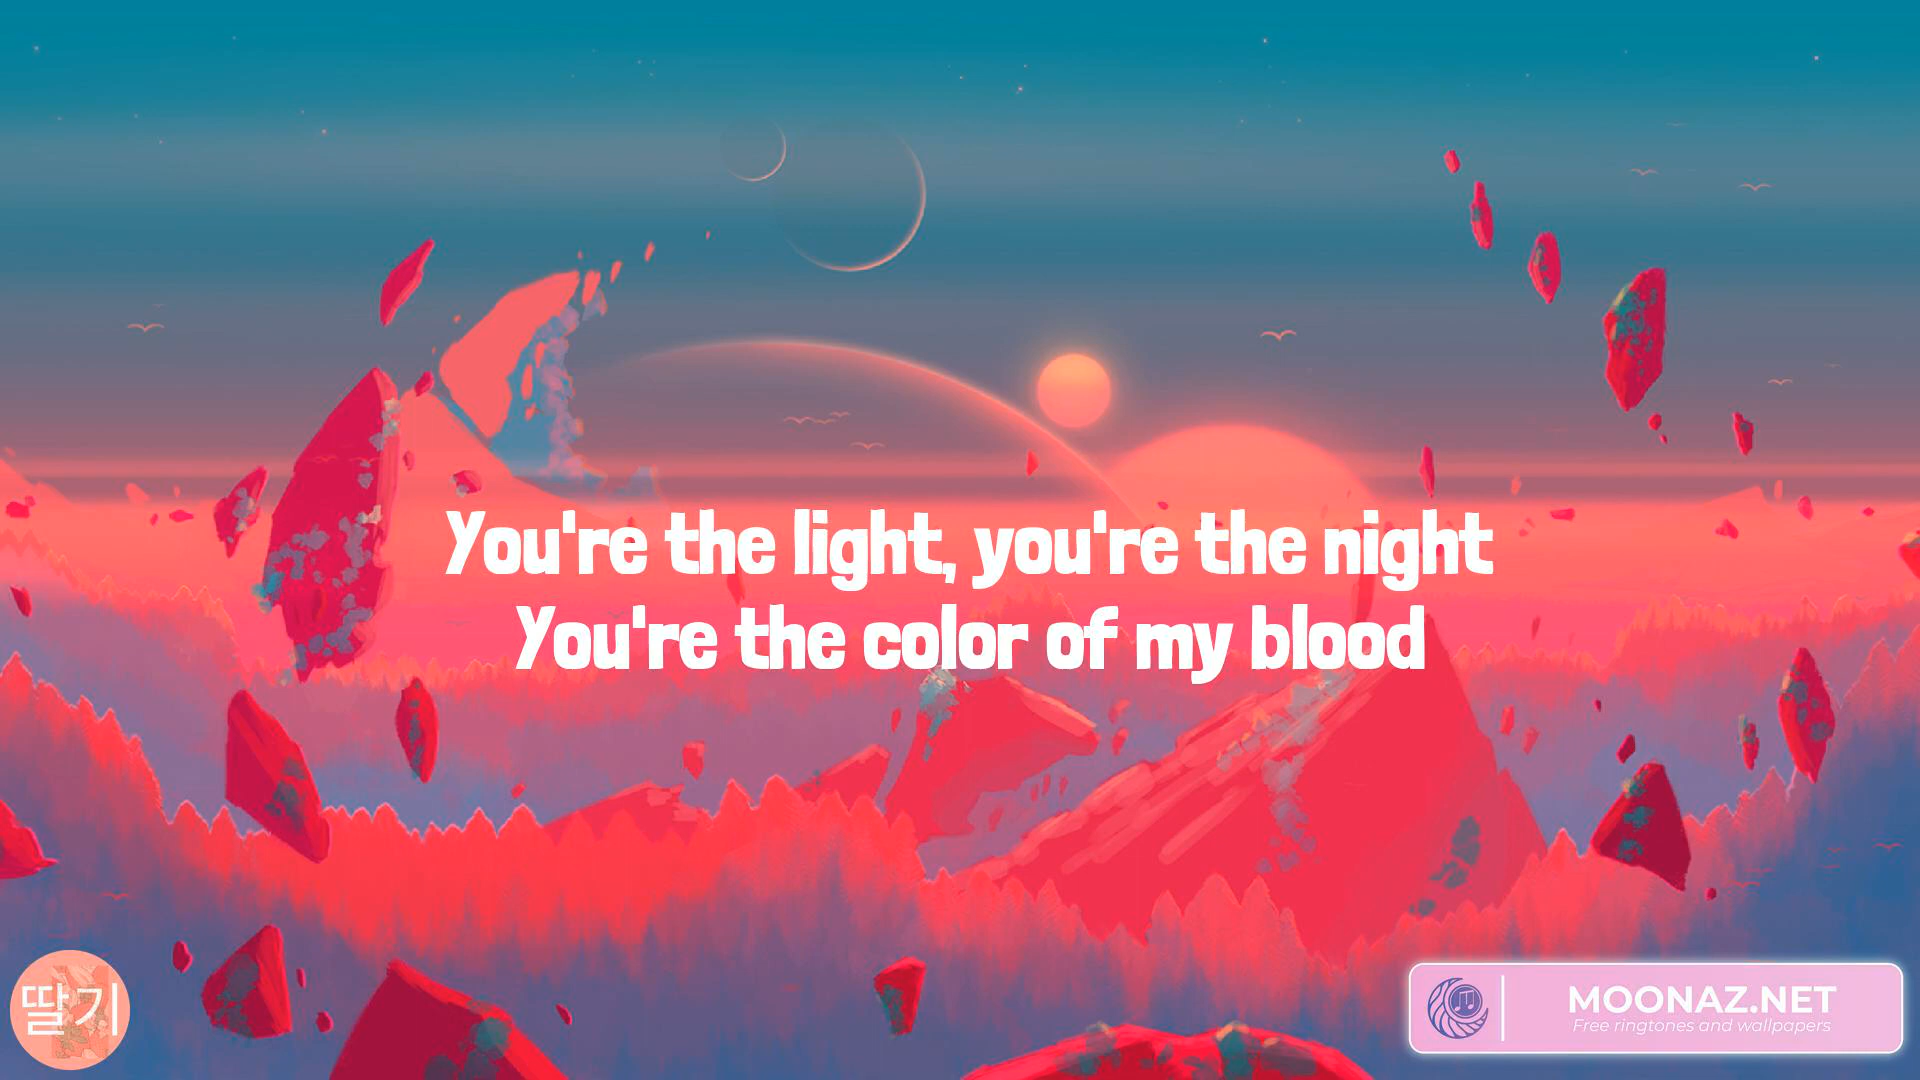 You're the light, you're the night
You're the color of my blood
딸기
MOONAZ.NET
Free ringtones and wallpapers